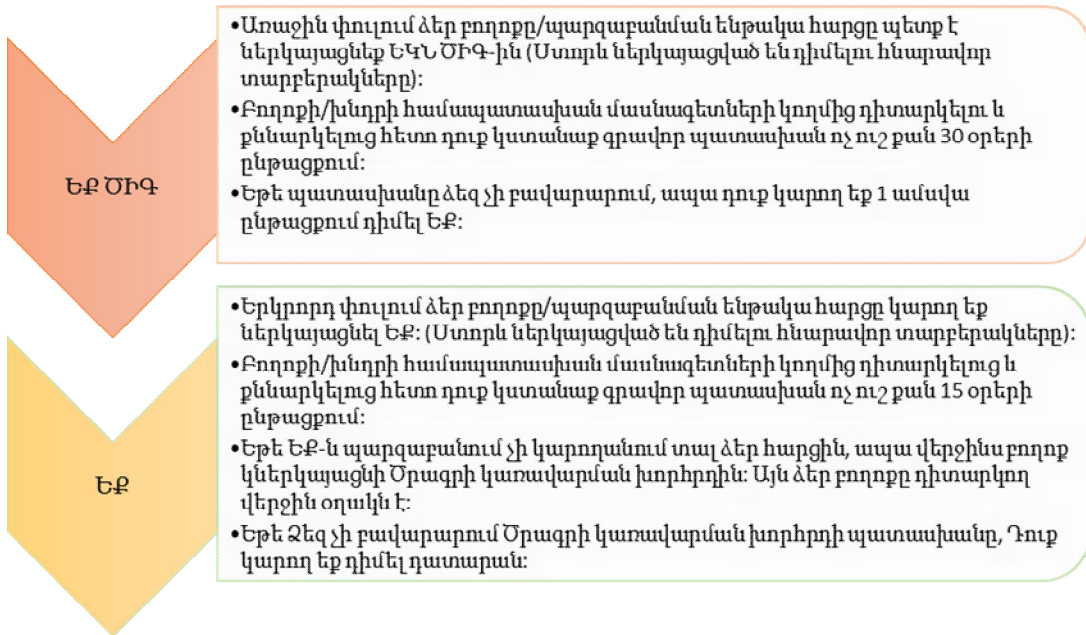 ԵՔ ԾԻԳ
•Առաջին փուլում ձեր բողոքը/պարզաբանման ենթակա հարցը պետք է
ներկայացնեք ԵԿՆ ԾԻԳ-ին (Ստորև ներկայացված են դիմելու հնարավոր
տարբերակները):
•Բողոքի/խնդրի համապատասխան մասնագետների կողմից դիտարկելու և
քննարկելուց հետո դուք կստանաք գրավոր պատասխան ոչ ուշ քան 30 օրերի
ընթացքում:
•Եթե պատասխանը ձեզ չի բավարարում, ապա դուք կարող եք 1 ամսվա
ընթացքում դիմել ԵՔ:
ԵՔ
•Երկրորդ փուլում ձեր բողոքը/պարզաբանման ենթակա հարցը կարող եք
ներկայացնել ԵՔ: (Ստորև ներկայացված են դիմելու հնարավոր տարբերակները):
•Բողոքի/խնդրի համապատասխան մասնագետների կողմից դիտարկելուց և
քննարկելուց հետո դուք կստանաք գրավոր պատասխան ոչ ուշ քան 15 օրերի
ընթացքում:
•Եթե ԵՔ-ն պարզաբանում չի կարողանում տալ ձեր հարցին, ապա վերջինս բողոք
կներկայացնի Ծրագրի կառավարման խորհրդին: Այն ձեր բողոքը դիտարկող
վերջին օղակն է:
•Եթե Ձեզ չի բավարարում Ծրագրի կառավարման խորհրդի պատասխանը, Դուք
կարող եք դիմել դատարան: